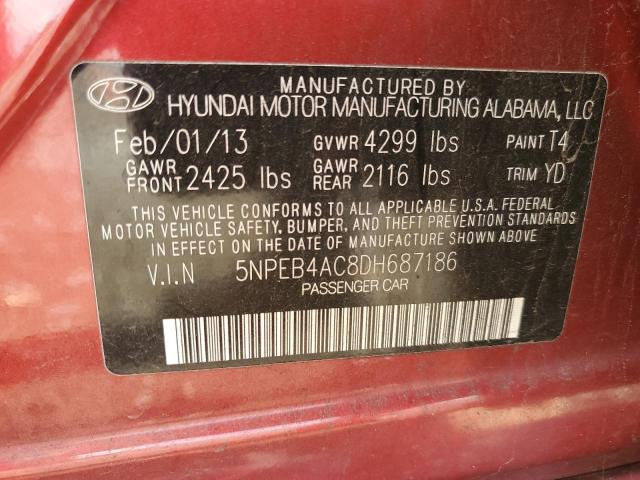 MANUFACTURED BY
HYUNDAI MOTOR MANUFACTURING ALABAMA, LLC
Feb/01/13 GVWR 4299 lbs PAINT T4
GAWR FRONT 2425 lbs GAWR REAR 2116 lbs TRIM YD
THIS VEHICLE CONFORMS TO ALL APPLICABLE U.S.A. FEDERAL
MOTOR VEHICLE SAFETY, BUMPER, AND THEFT PREVENTION STANDARDS
IN EFFECT ON THE DATE OF MANUFACTURE SHOWN ABOVE.
V.I.N 5NPEB4AC8DH687186
PASSENGER CAR